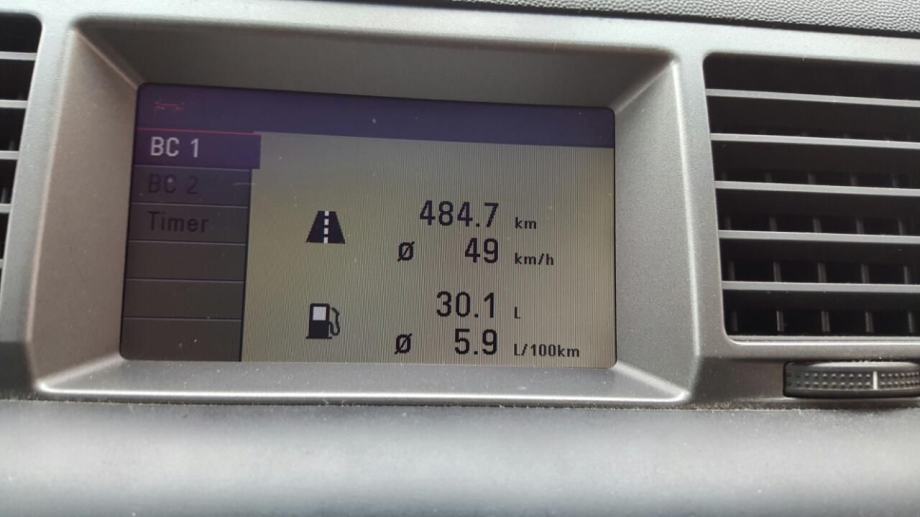 BC 1
BC 2
Timer
484.7 km
Ø 49 km/h
30.1 L
Ø 5.9 L/100km